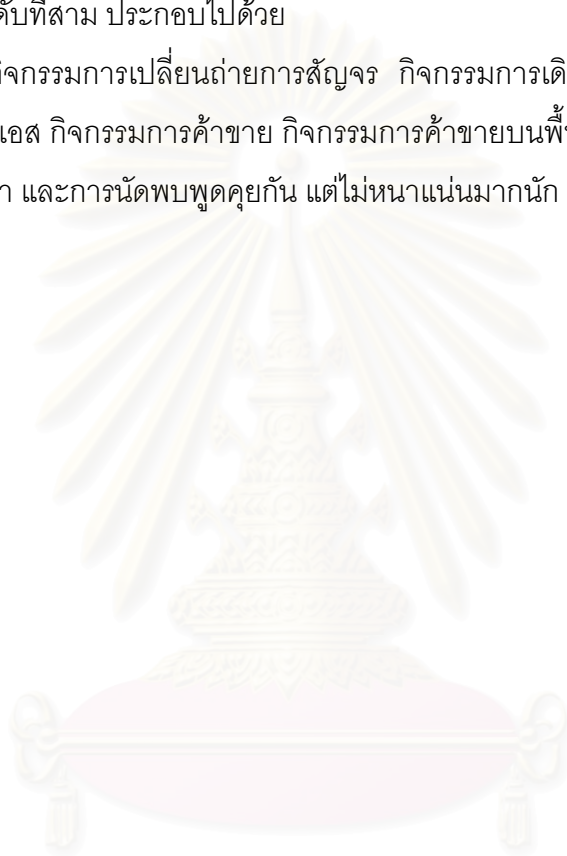 ดับที่สาม ประกอบไปด้วย
กิจกรรมการเปลี่ยนถ่ายการสัญจร กิจกรรมการเดิ
เอส กิจกรรมการค้าขาย กิจกรรมการค้าขายบนพื้
า และการนัดพบพูดคุยกัน แต่ไม่หนาแน่นมากนัก